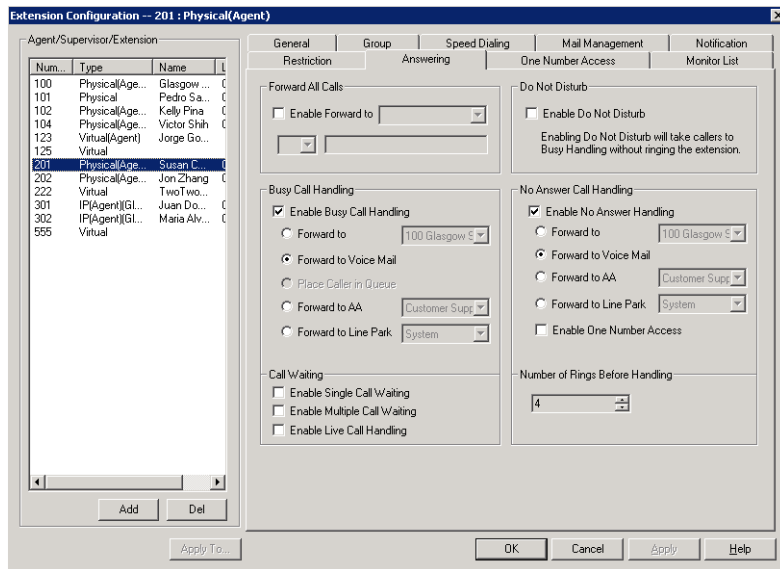 Extension Configuration -- 201 : Physical(Agent)
Agent/Supervisor/Extension
Num... Type Name
100 Physical(Age... Glasgow ...
101 Physical Pedro Sa...
102 Physical(Age... Kelly Pina
104 Physical(Age... Victor Shih
123 Virtual(Agent) Jorge Go...
125 Virtual
201 Physical(Age... Susan C...
202 Physical(Age... Jon Zhang
222 Virtual TwoTwo...
301 IP(Agent)(Gl... Juan Do...
302 IP(Agent)(Gl... Maria Alv...
555 Virtual
Add Del
Apply To...
General Group Speed Dialing Mail Management Notification
Restriction Answering One Number Access Monitor List
Forward All Calls
Enable Forward to
Do Not Disturb
Enable Do Not Disturb
Enabling Do Not Disturb will take callers to
Busy Handling without ringing the extension.
Busy Call Handling
Enable Busy Call Handling
Forward to 100 Glasgow S
Forward to Voice Mail
Place Caller in Queue
Forward to AA Customer Supp
Forward to Line Park System
No Answer Call Handling
Enable No Answer Handling
Forward to 100 Glasgow S
Forward to Voice Mail
Forward to AA Customer Supp
Forward to Line Park System
Enable One Number Access
Call Waiting
Enable Single Call Waiting
Enable Multiple Call Waiting
Enable Live Call Handling
Number of Rings Before Handling
4
OK Cancel Apply Help